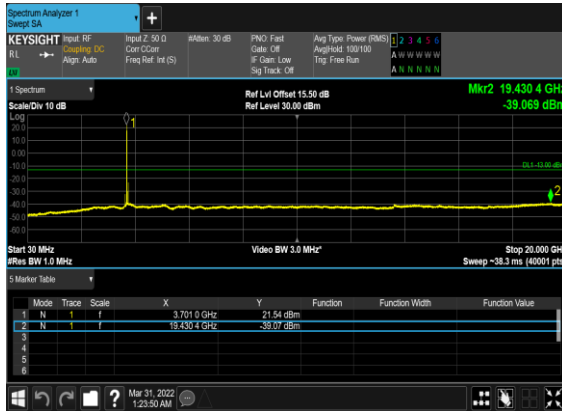 Spectrum Analyzer 1
Swept SA
KEYSIGHT
RL
Input: RF
Coupling: DC
Align: Auto
Input Z: 50 Ω
Corr CCorr
Freq Ref: Int (S)
#Atten: 30 dB
PNO: Fast
Gate: Off
IF Gain: Low
Sig Track: Off
Avg Type: Power (RMS)
Avg|Hold: 100/100
Trig: Free Run
1 2 3 4 5 6
A W W W W W
A N N N N N
1 Spectrum
Scale/Div 10 dB
Ref Lvl Offset 15.50 dB
Ref Level 30.00 dBm
Mkr2 19.430 4 GHz
-39.069 dBm
Log
20.0
10.0
0.00
-10.0
-20.0
-30.0
-40.0
-50.0
-60.0
1
DL1 -13.00 dB
2
Start 30 MHz
#Res BW 1.0 MHz
Video BW 3.0 MHz*
Stop 20.000 GH
Sweep ~38.3 ms (40001 pts
5 Marker Table
Mode Trace Scale X Y Function Function Width Function Value
1 N 1 f 3.701 0 GHz 21.54 dBm
2 N 1 f 19.430 4 GHz -39.07 dBm
3
4
5
6
?
Mar 31, 2022
1:23:50 AM